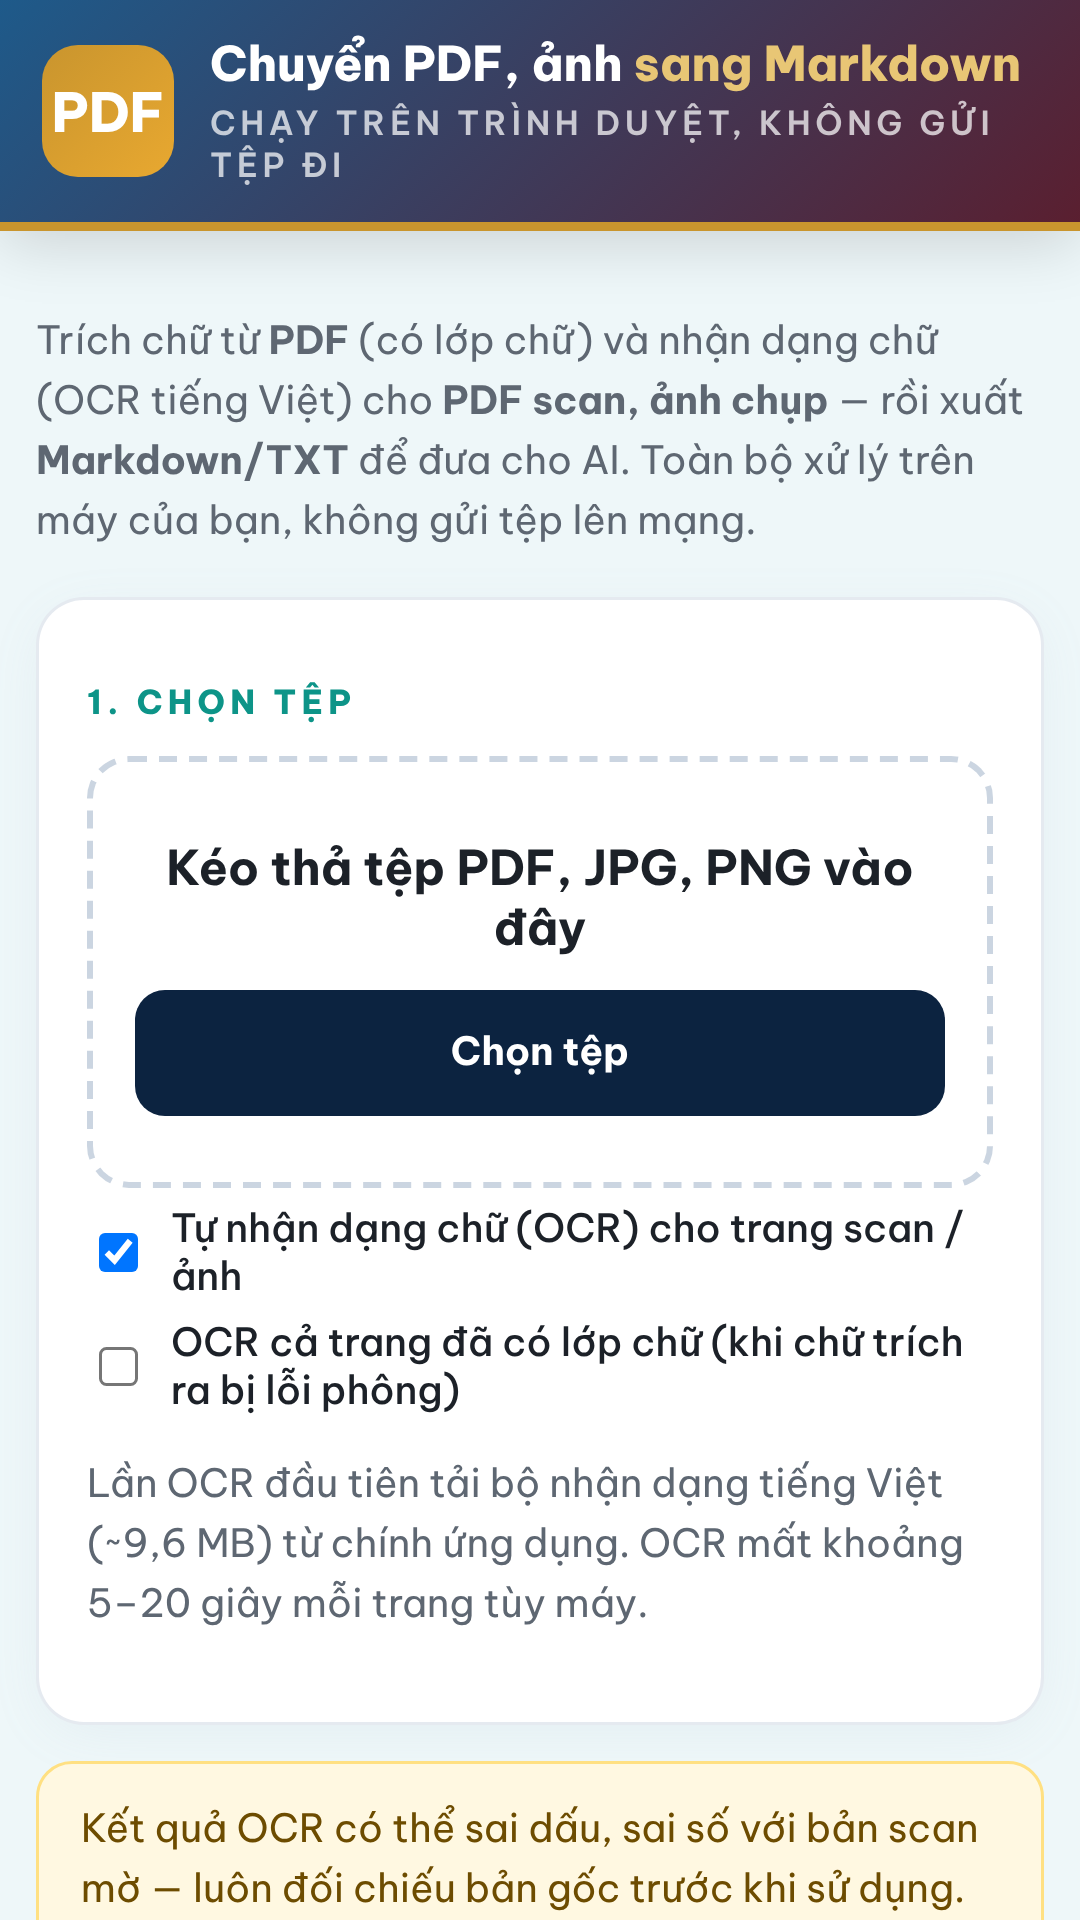 PDF
Chuyển PDF, ảnh sang Markdown
CHẠY TRÊN TRÌNH DUYỆT, KHÔNG GỬI
TỆP ĐI
Trích chữ từ PDF (có lớp chữ) và nhận dạng chữ
(OCR tiếng Việt) cho PDF scan, ảnh chụp — rồi xuất
Markdown/TXT để đưa cho AI. Toàn bộ xử lý trên
máy của bạn, không gửi tệp lên mạng.
1. CHỌN TỆP
Kéo thả tệp PDF, JPG, PNG vào
đây
Chọn tệp
Tự nhận dạng chữ (OCR) cho trang scan /
ảnh
OCR cả trang đã có lớp chữ (khi chữ trích
ra bị lỗi phông)
Lần OCR đầu tiên tải bộ nhận dạng tiếng Việt
(~9,6 MB) từ chính ứng dụng. OCR mất khoảng
5–20 giây mỗi trang tùy máy.
Kết quả OCR có thể sai dấu, sai số với bản scan
mờ — luôn đối chiếu bản gốc trước khi sử dụng.